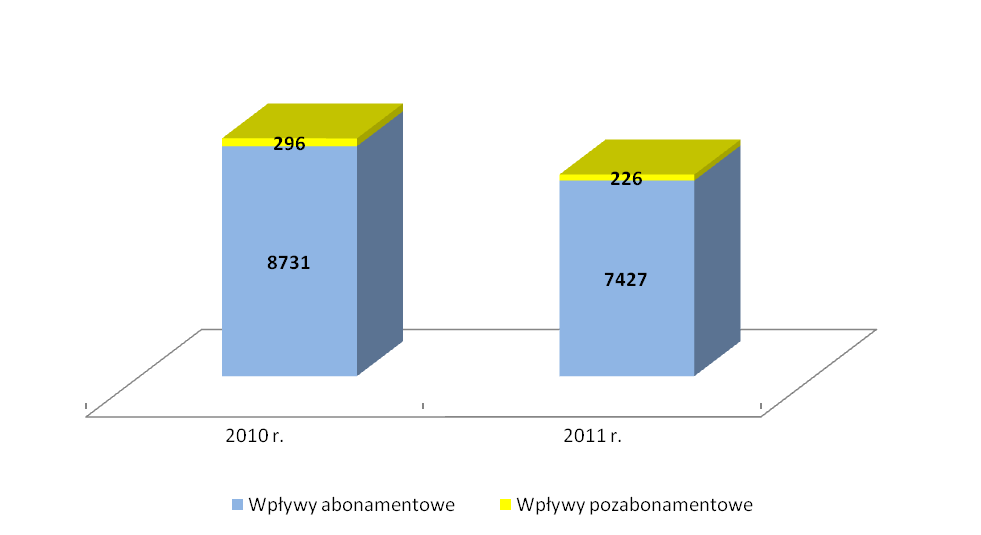 296
226
8731
7427
2010 r.
2011 r.
Wpływy abonamentowe
Wpływy pozabonamentowe